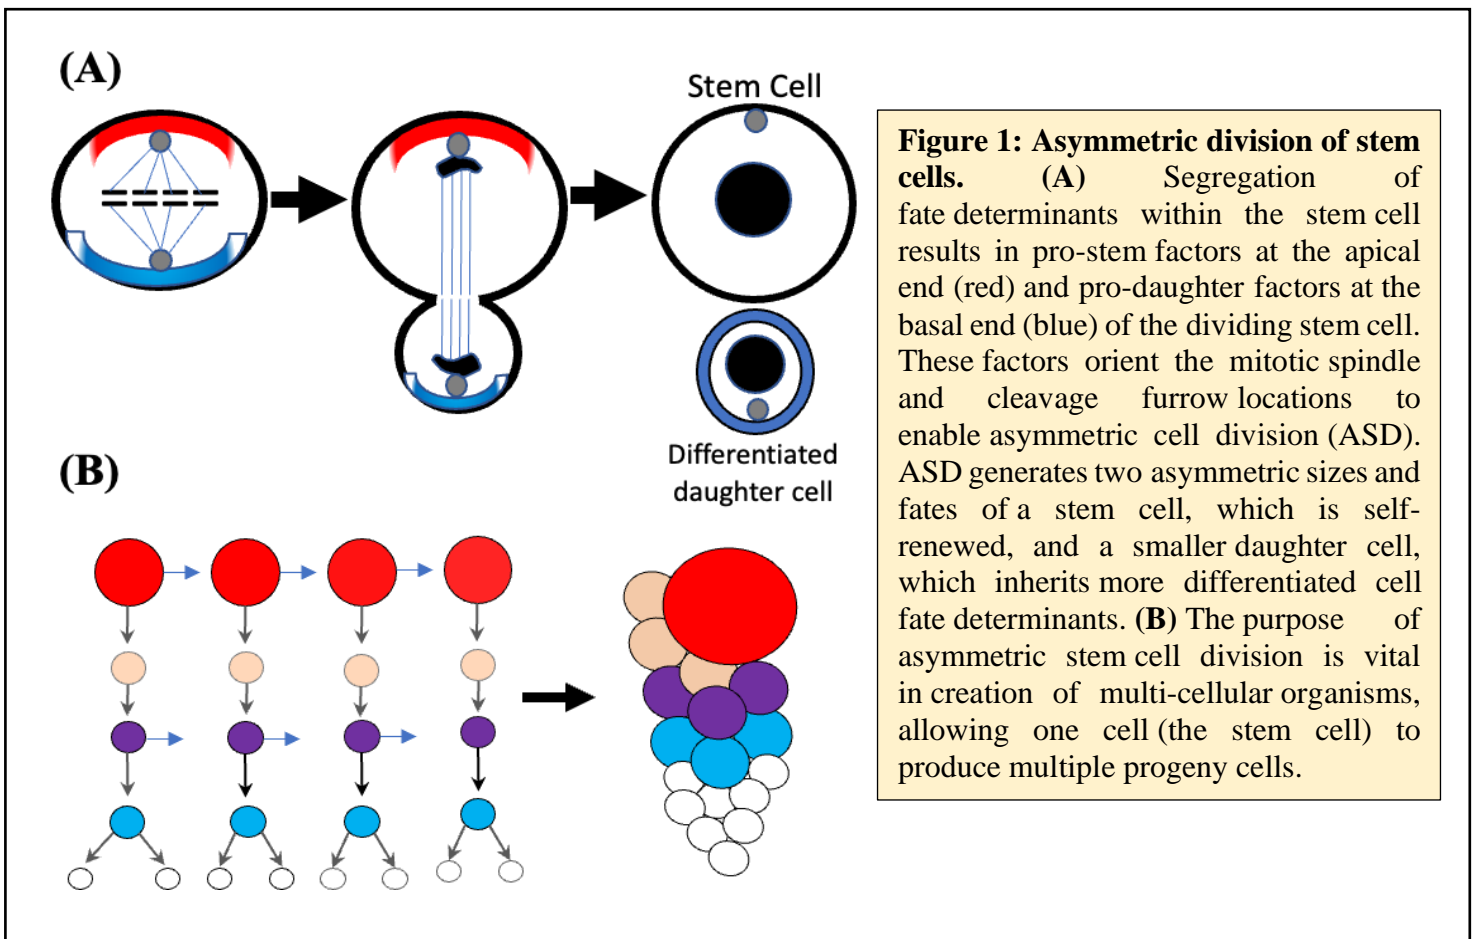 (A)
Stem Cell
Differentiated
daughter cell
(B)
Figure 1: Asymmetric division of stem
cells. (A) Segregation of
fate determinants within the stem cell
results in pro-stem factors at the apical
end (red) and pro-daughter factors at the
basal end (blue) of the dividing stem cell.
These factors orient the mitotic spindle
and cleavage furrow locations to
enable asymmetric cell division (ASD).
ASD generates two asymmetric sizes and
fates of a stem cell, which is self-
renewed, and a smaller daughter cell,
which inherits more differentiated cell
fate determinants. (B) The purpose of
asymmetric stem cell division is vital
in creation of multi-cellular organisms,
allowing one cell (the stem cell) to
produce multiple progeny cells.